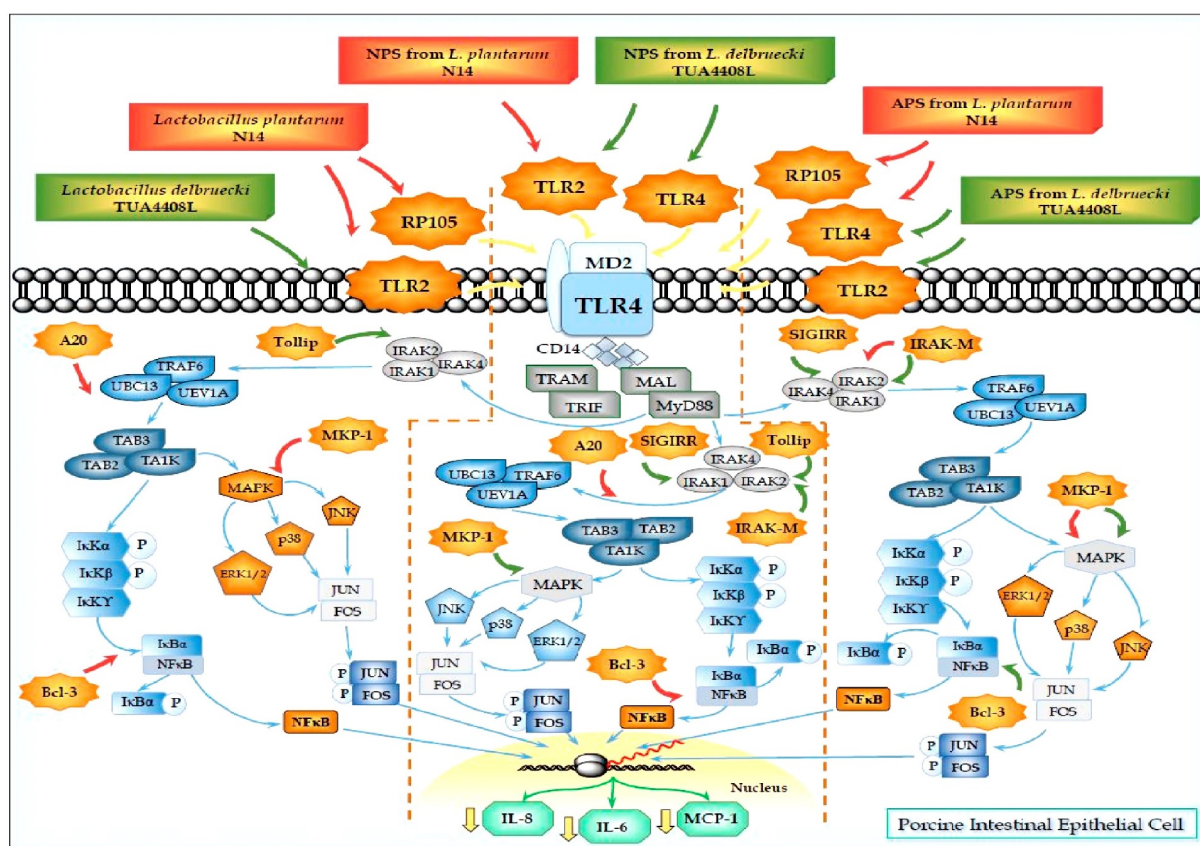 NPS from L. plantarum
N14
NPS from L. delbruecki
TUA4408L
Lactobacillus plantarum
N14
APS from L. plantarum
N14
Lactobacillus delbruecki
TUA4408L
APS from L. delbruecki
TUA4408L
RP105
TLR2
TLR2
TLR4
RP105
TLR4
TLR2
MD2
TLR4
CD14
TRAM
TRIF
MAL
MyD88
A20
Tollip
IRAK2
IRAK1
IRAK4
TRAF6
UBC13
UEV1A
TAB3
TAB2
TA1K
MKP-1
MAPK
JNK
p38
ERK1/2
JUN
FOS
IκKα
P
IκKβ
P
IκKϒ
IκBα
NFκB
Bcl-3
IκBα
P
NFκB
P
JUN
P
FOS
A20
SIGIRR
Tollip
IRAK4
IRAK1
IRAK2
IRAK-M
UBC13
TRAF6
UEV1A
TAB3
TAB2
TA1K
MKP-1
MAPK
JNK
p38
ERK1/2
JUN
FOS
P
JUN
P
FOS
IκKα
P
IκKβ
P
IκKϒ
IκBα
P
IκBα
NFκB
Bcl-3
NFκB
SIGIRR
IRAK-M
IRAK4
IRAK2
IRAK1
TRAF6
UBC13
UEV1A
TAB3
TAB2
TA1K
MKP-1
MAPK
ERK1/2
p38
JNK
IκKα
P
IκKβ
P
IκKϒ
IκBα
P
IκBα
NFκB
NFκB
Bcl-3
JUN
FOS
P
JUN
P
FOS
Nucleus
IL-8
IL-6
MCP-1
Porcine Intestinal Epithelial Cell